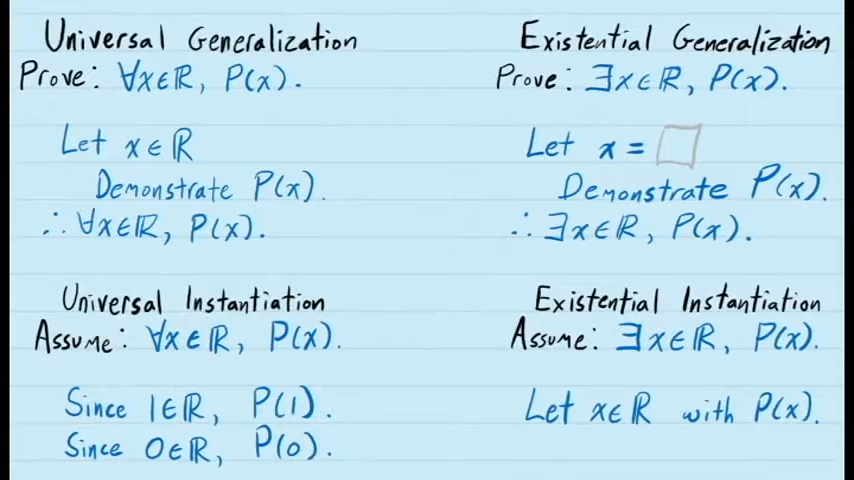 Universal Generalization
Prove: ∀x∈ℝ, P(x).
Let x∈ℝ
Demonstrate P(x).
∴ ∀x∈ℝ, P(x).
Existential Generalization
Prove: ∃x∈ℝ, P(x).
Let x = □
Demonstrate P(x).
∴ ∃x∈ℝ, P(x).
Universal Instantiation
Assume: ∀x∈ℝ, P(x).
Since 1∈ℝ, P(1).
Since 0∈ℝ, P(0).
Existential Instantiation
Assume: ∃x∈ℝ, P(x).
Let x∈ℝ with P(x).